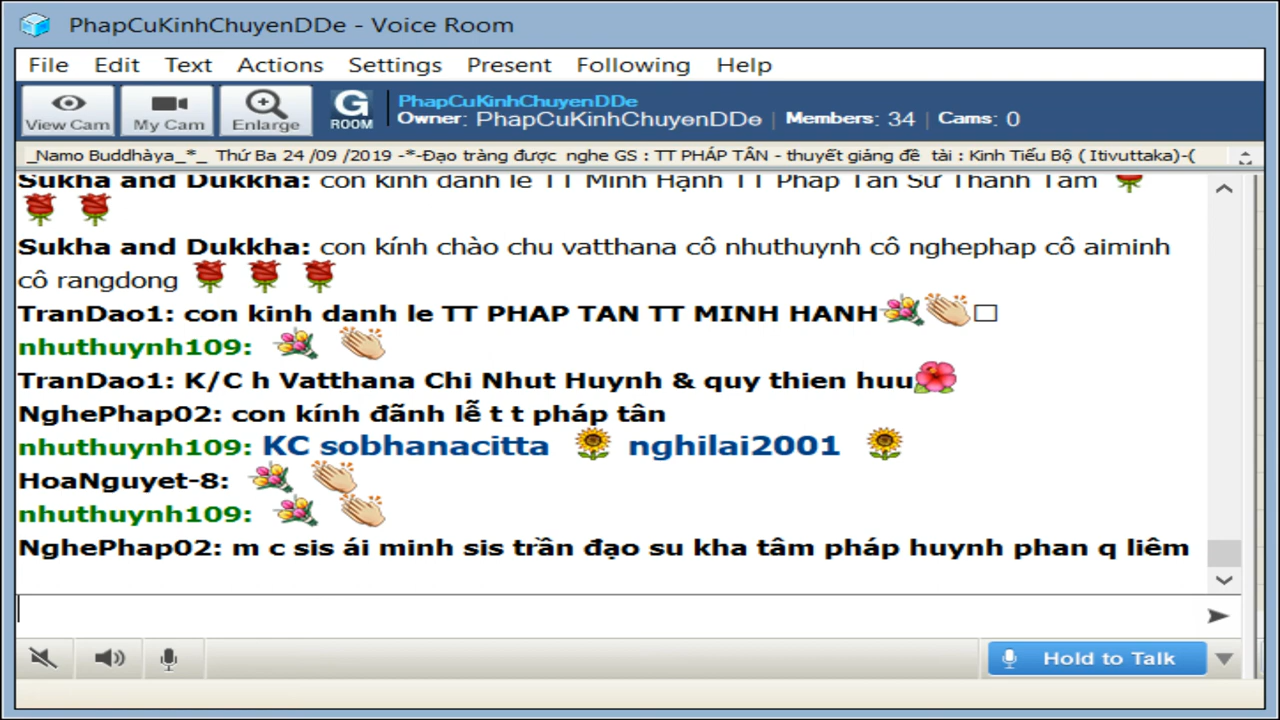 PhapCuKinhChuyenDDe - Voice Room
File Edit Text Actions Settings Present Following Help
View Cam My Cam Enlarge G ROOM PhapCuKinhChuyenDDe
Owner: PhapCuKinhChuyenDDe | Members: 34 | Cams: 0
_Namo Buddhàya_*_ Thứ Ba 24 /09 /2019 -*-Đạo tràng được nghe GS : TT PHÁP TÂN - thuyết giảng đề tài : Kinh Tiểu Bộ ( Itivuttaka)-(
Sukha and Dukkha: con kính đảnh lễ TT Minh Hạnh TT Pháp Tân Sư Thanh Tâm
Sukha and Dukkha: con kính chào chu vatthana cô nhuthuynh cô nghephap cô aiminh
cô rangdong
TranDao1: con kinh danh le TT PHAP TAN TT MINH HANH
nhuthuynh109:
TranDao1: K/C h Vatthana Chi Nhut Huynh & quy thien huu
NghePhap02: con kính đãnh lễ t t pháp tân
nhuthuynh109: KC sobhanacitta nghilai2001
HoaNguyet-8:
nhuthuynh109:
NghePhap02: m c sis ái minh sis trần đạo su kha tâm pháp huynh phan q liêm
Hold to Talk